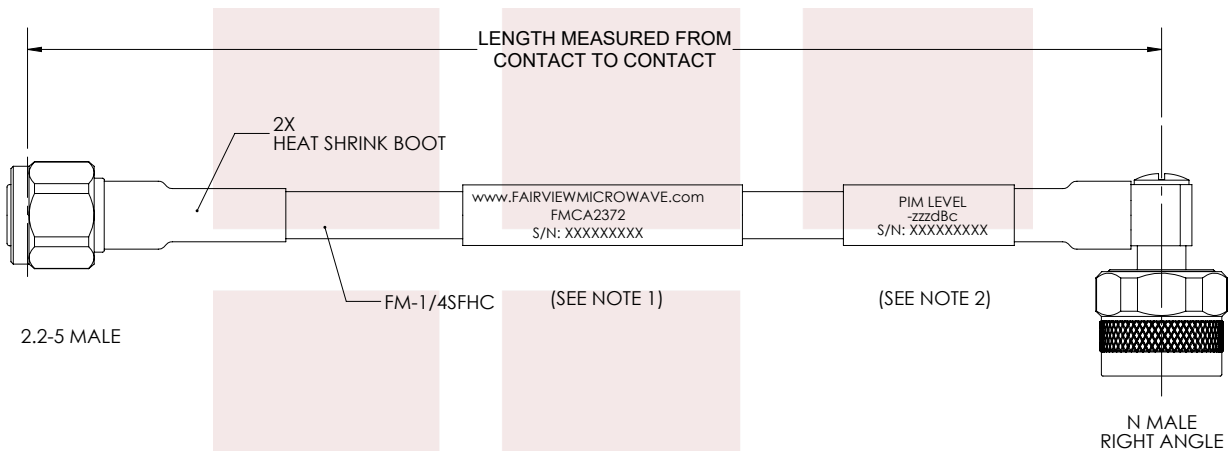 LENGTH MEASURED FROM
CONTACT TO CONTACT
2X
HEAT SHRINK BOOT
www.FAIRVIEWMICROWAVE.com
FMCA2372
S/N: XXXXXXXXX
PIM LEVEL
-zzzdBc
S/N: XXXXXXXXX
FM-1/4SFHC
(SEE NOTE 1)
(SEE NOTE 2)
2.2-5 MALE
N MALE
RIGHT ANGLE